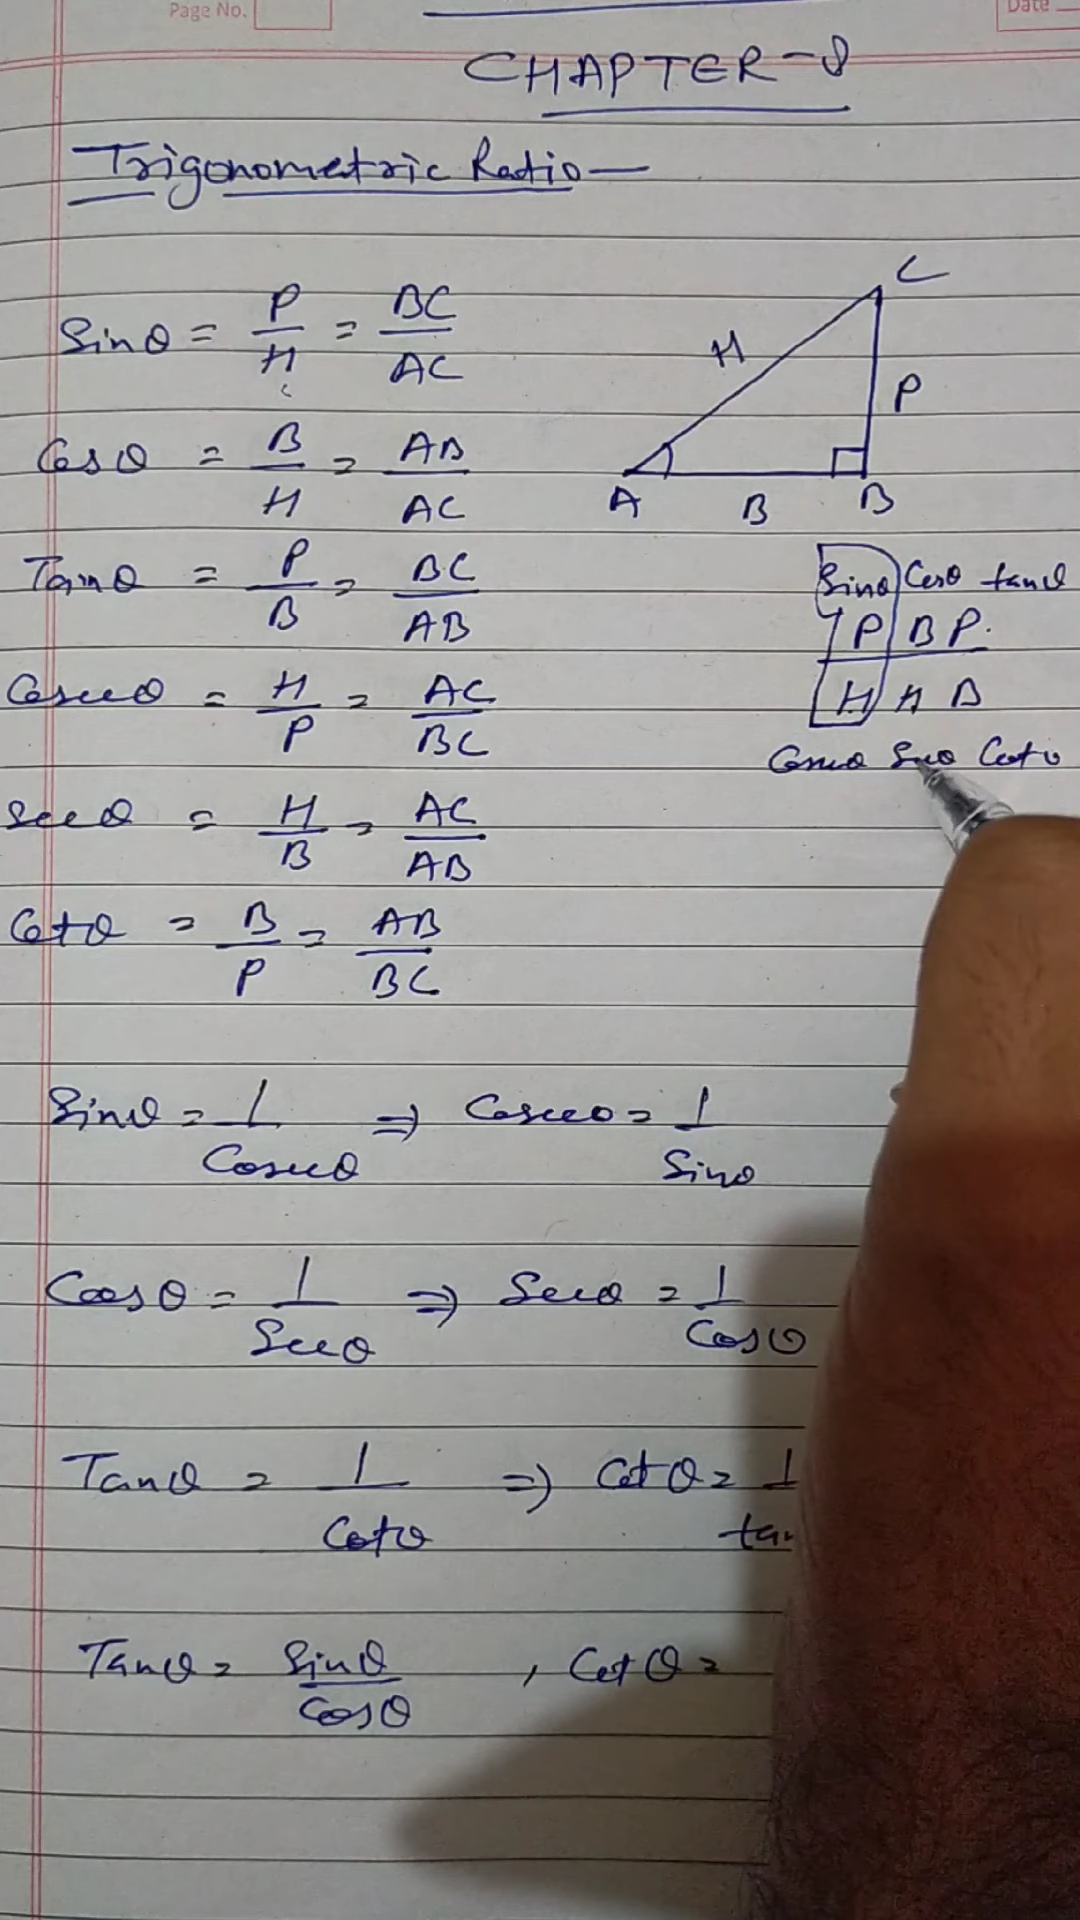 Page No.
Date
CHAPTER-8
Trigonometric Ratio—
Sinθ = P/H = BC/AC
Cosθ = B/H = AB/AC
Tanθ = P/B = BC/AB
Cosecθ = H/P = AC/BC
Secθ = H/B = AC/AB
Cotθ = B/P = AB/BC
C
H
P
A B B
Sinθ Cosθ tanθ
P B P.
H H B
Cosecθ Secθ Cotθ
Sinθ = 1/Cosecθ ⇒ Cosecθ = 1/Sinθ
Cosθ = 1/Secθ ⇒ Secθ = 1/Cosθ
Tanθ = 1/Cotθ ⇒ Cotθ = 1/tan
Tanθ = Sinθ/Cosθ , Cotθ =